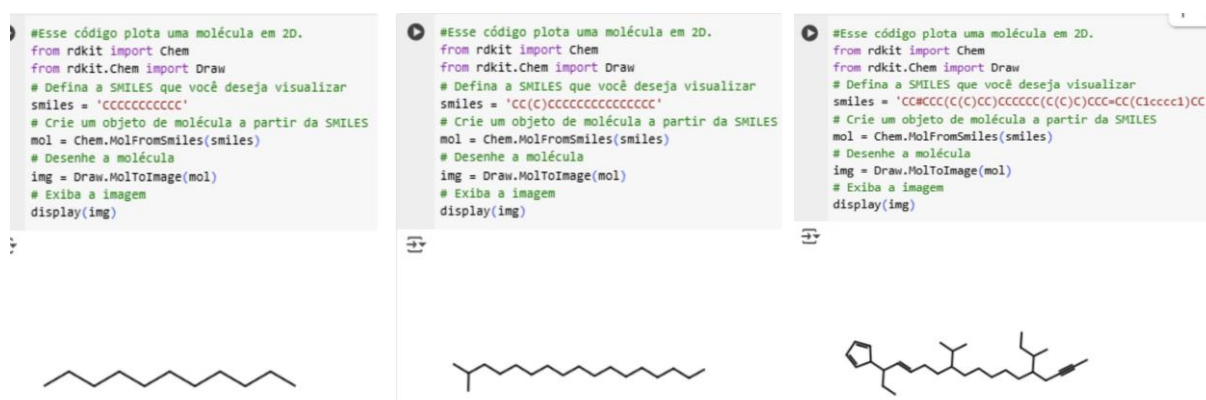 #Esse código plota uma molécula em 2D.
from rdkit import Chem
from rdkit.Chem import Draw
# Defina a SMILES que você deseja visualizar
smiles = 'CCCCCCCCCCC'
# Crie um objeto de molécula a partir da SMILES
mol = Chem.MolFromSmiles(smiles)
# Desenhe a molécula
img = Draw.MolToImage(mol)
# Exiba a imagem
display(img)
#Esse código plota uma molécula em 2D.
from rdkit import Chem
from rdkit.Chem import Draw
# Defina a SMILES que você deseja visualizar
smiles = 'CC(C)CCCCCCCCCCCCCCC'
# Crie um objeto de molécula a partir da SMILES
mol = Chem.MolFromSmiles(smiles)
# Desenhe a molécula
img = Draw.MolToImage(mol)
# Exiba a imagem
display(img)
#Esse código plota uma molécula em 2D.
from rdkit import Chem
from rdkit.Chem import Draw
# Defina a SMILES que você deseja visualizar
smiles = 'CC#CCC(C(C)CC)CCCCCC(C(C)C)CCC=CC(C1cccc1)CC
# Crie um objeto de molécula a partir da SMILES
mol = Chem.MolFromSmiles(smiles)
# Desenhe a molécula
img = Draw.MolToImage(mol)
# Exiba a imagem
display(img)